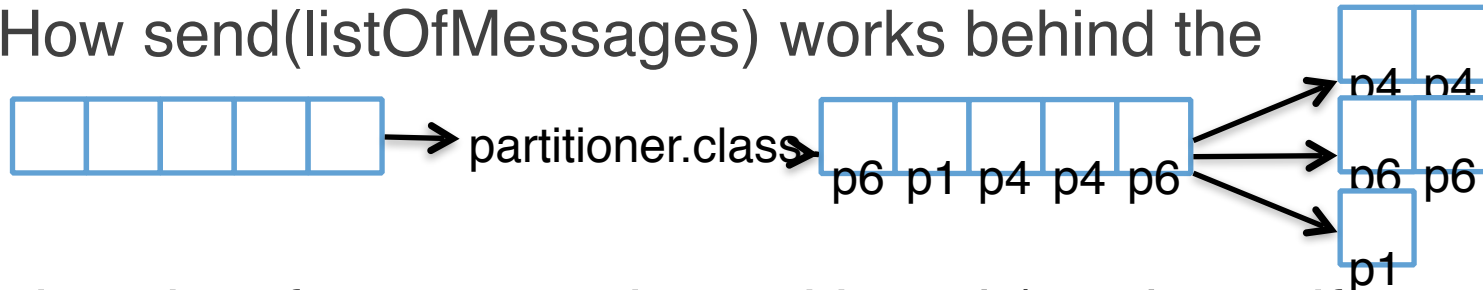 How send(listOfMessages) works behind the
p4 p4
partitioner.class
p6 p1 p4 p4 p6
p6 p6
p1